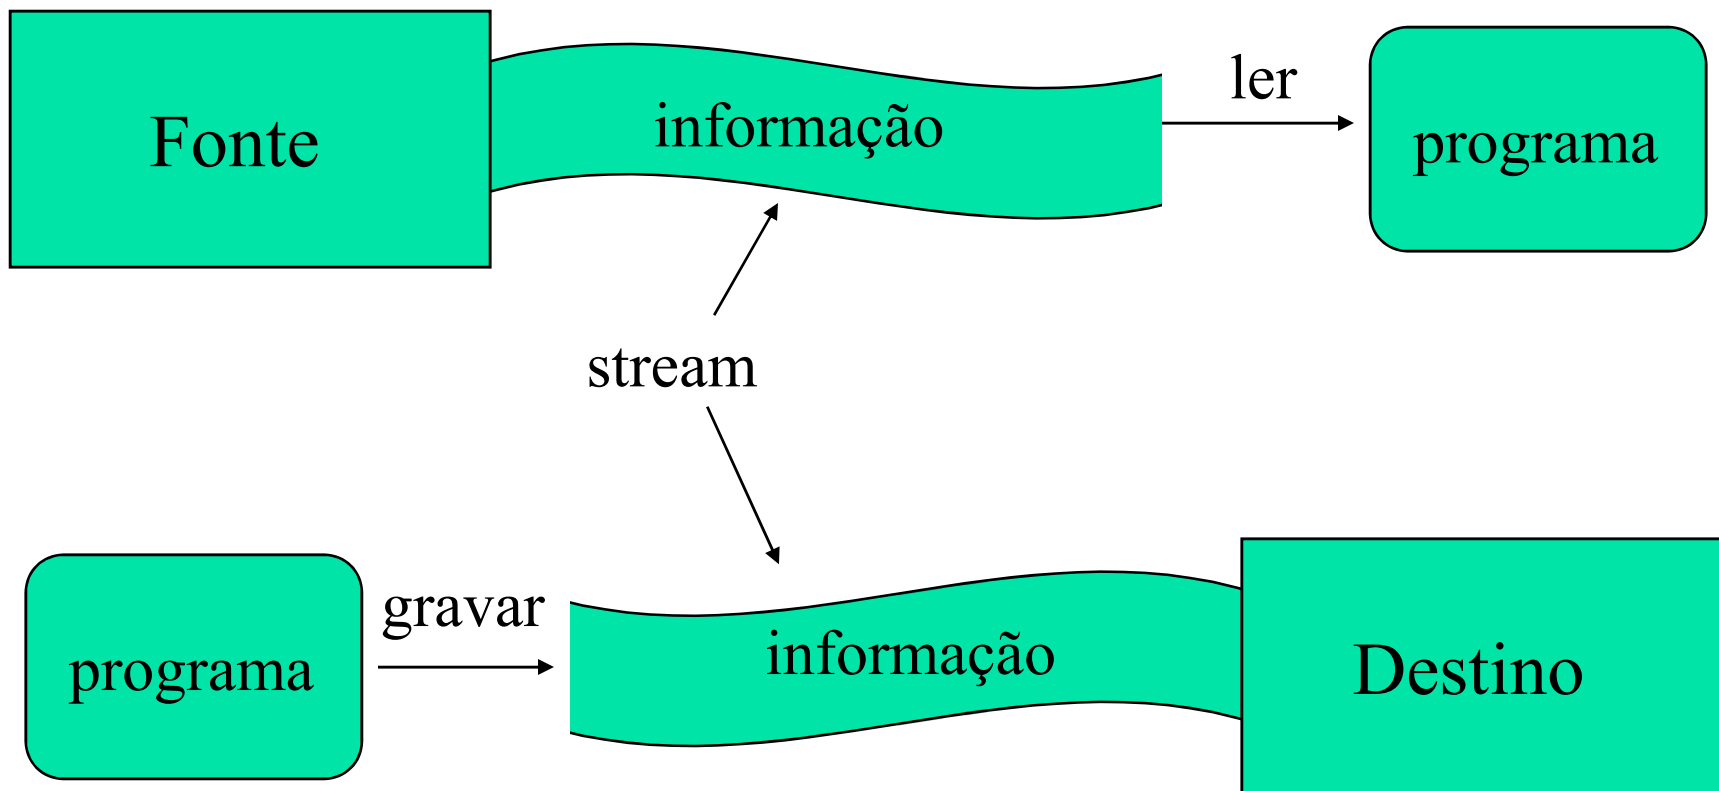 Fonte
informação
ler
programa
stream
programa
gravar
informação
Destino